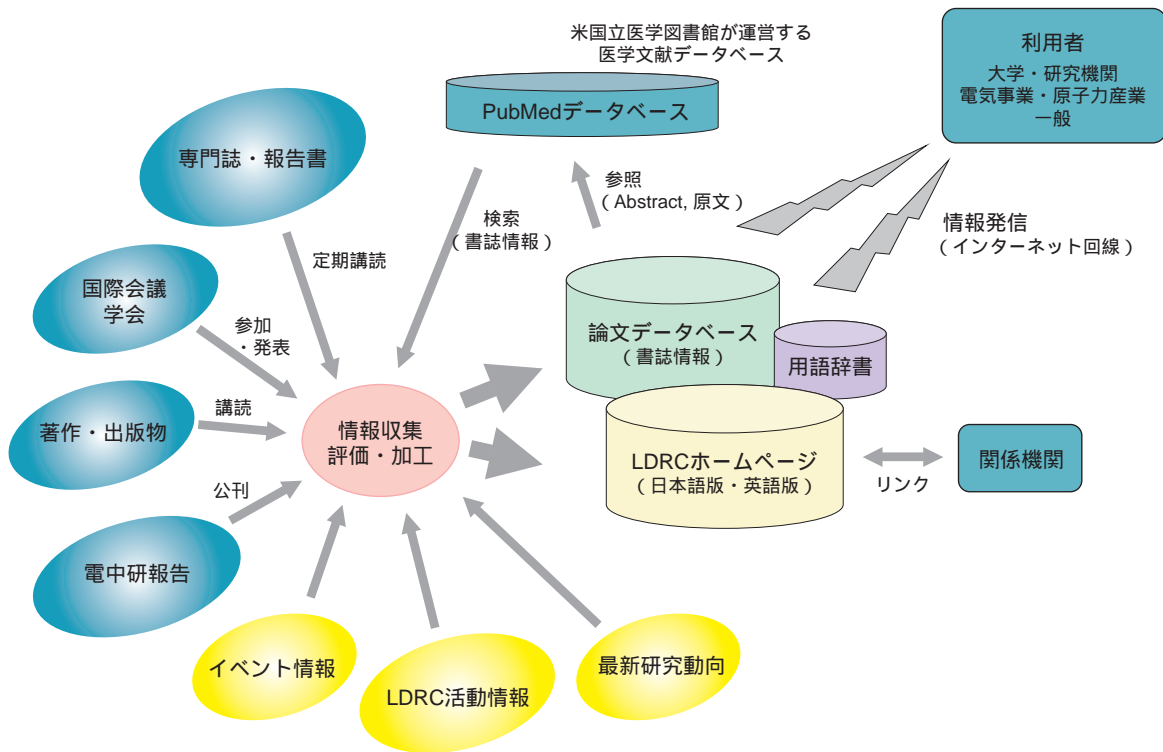 米国立医学図書館が運営する
医学文献データベース
PubMedデータベース
利用者
大学・研究機関
電気事業・原子力産業
一般
専門誌・報告書
参照
（Abstract, 原文）
検索
（書誌情報）
情報発信
（インターネット回線）
定期購読
国際会議
学会
参加
・発表
論文データベース
（書誌情報）
用語辞書
著作・出版物
講読
情報収集
評価・加工
LDRCホームページ
（日本語版・英語版）
リンク
関係機関
公刊
電中研報告
イベント情報
LDRC活動情報
最新研究動向